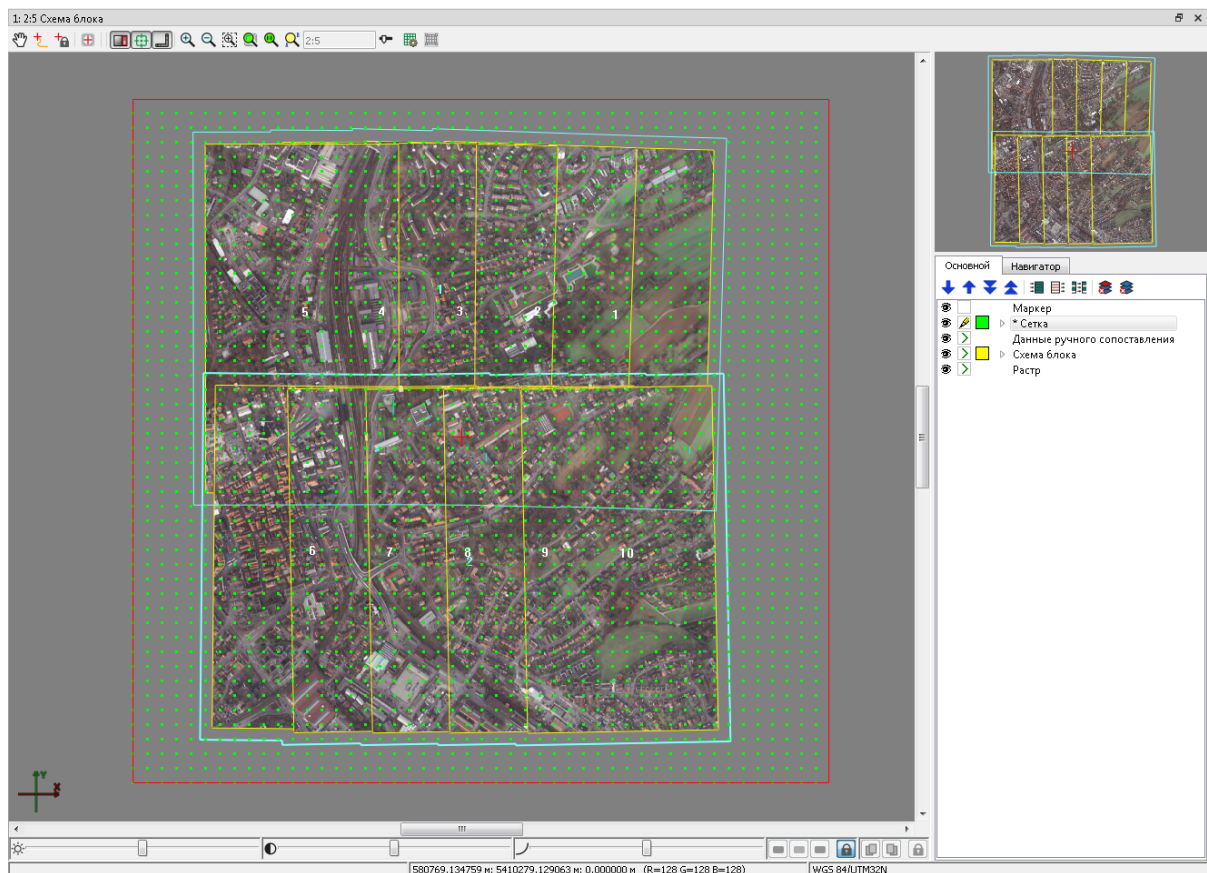 1: 2:5 Схема блока
2:5
Основной
Навигатор
Маркер
* Сетка
Данные ручного сопоставления
Схема блока
Растр
1
5
4
3
2
1
6
7
8
9
10
2
Y
X
580769.134759 м; 5410279.129063 м; 0.000000 м (R=128 G=128 B=128)
WGS 84/UTM32N